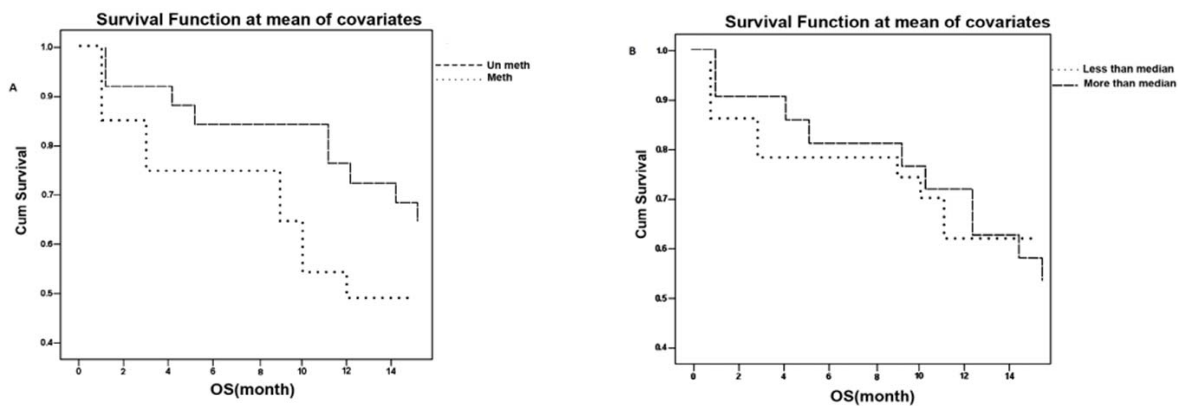 Survival Function at mean of covariates
A
Un meth
Meth
1.0
0.9
0.8
0.7
0.6
0.5
0.4
Cum Survival
0 2 4 6 8 10 12 14
OS(month)
Survival Function at mean of covariates
B
Less than median
More than median
1.0
0.9
0.8
0.7
0.6
0.5
0.4
Cum Survival
0 2 4 6 8 10 12 14
OS(month)